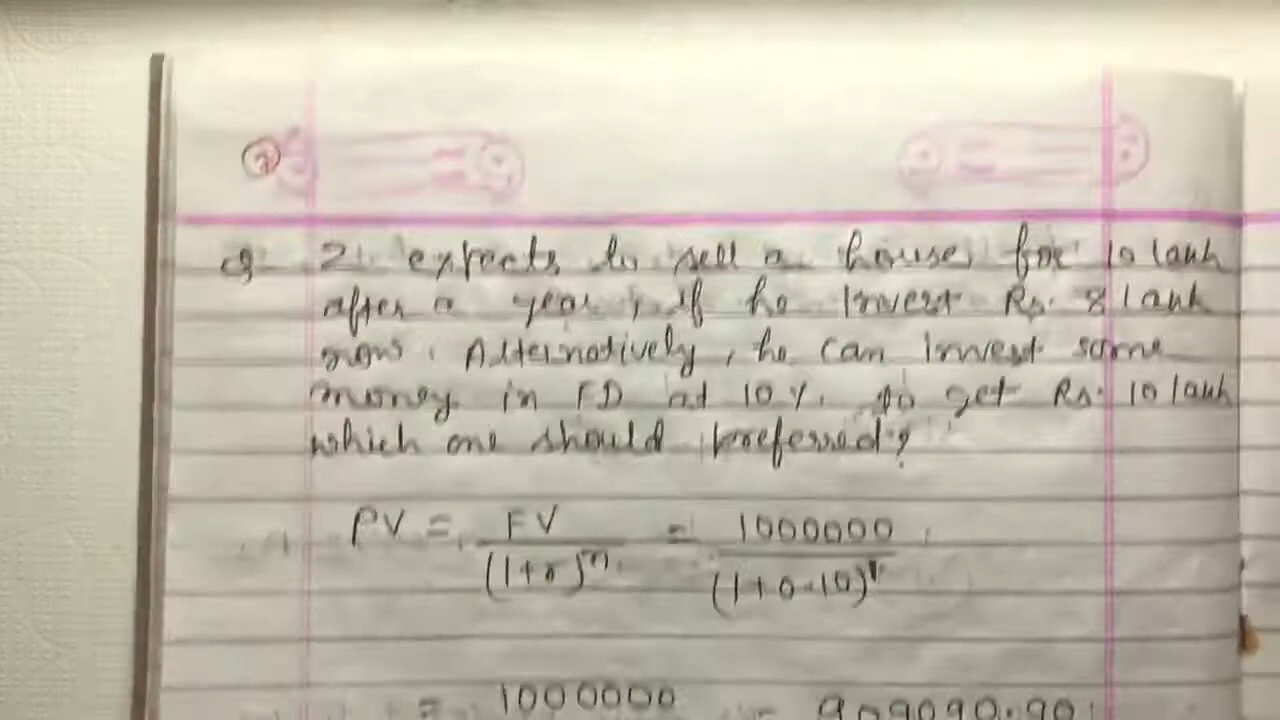 Q Z expects to sell a house for 10 lakh
after a year, if he Invest Rs. 8 lakh
. Alternatively, he can invest same
money in FD at 10 %. to get Rs. 10 lakh
which one should preferred?
PV = FV/(1+r)^n = 1000000/(1+0.10)^1
= 1000000 = 909090.90